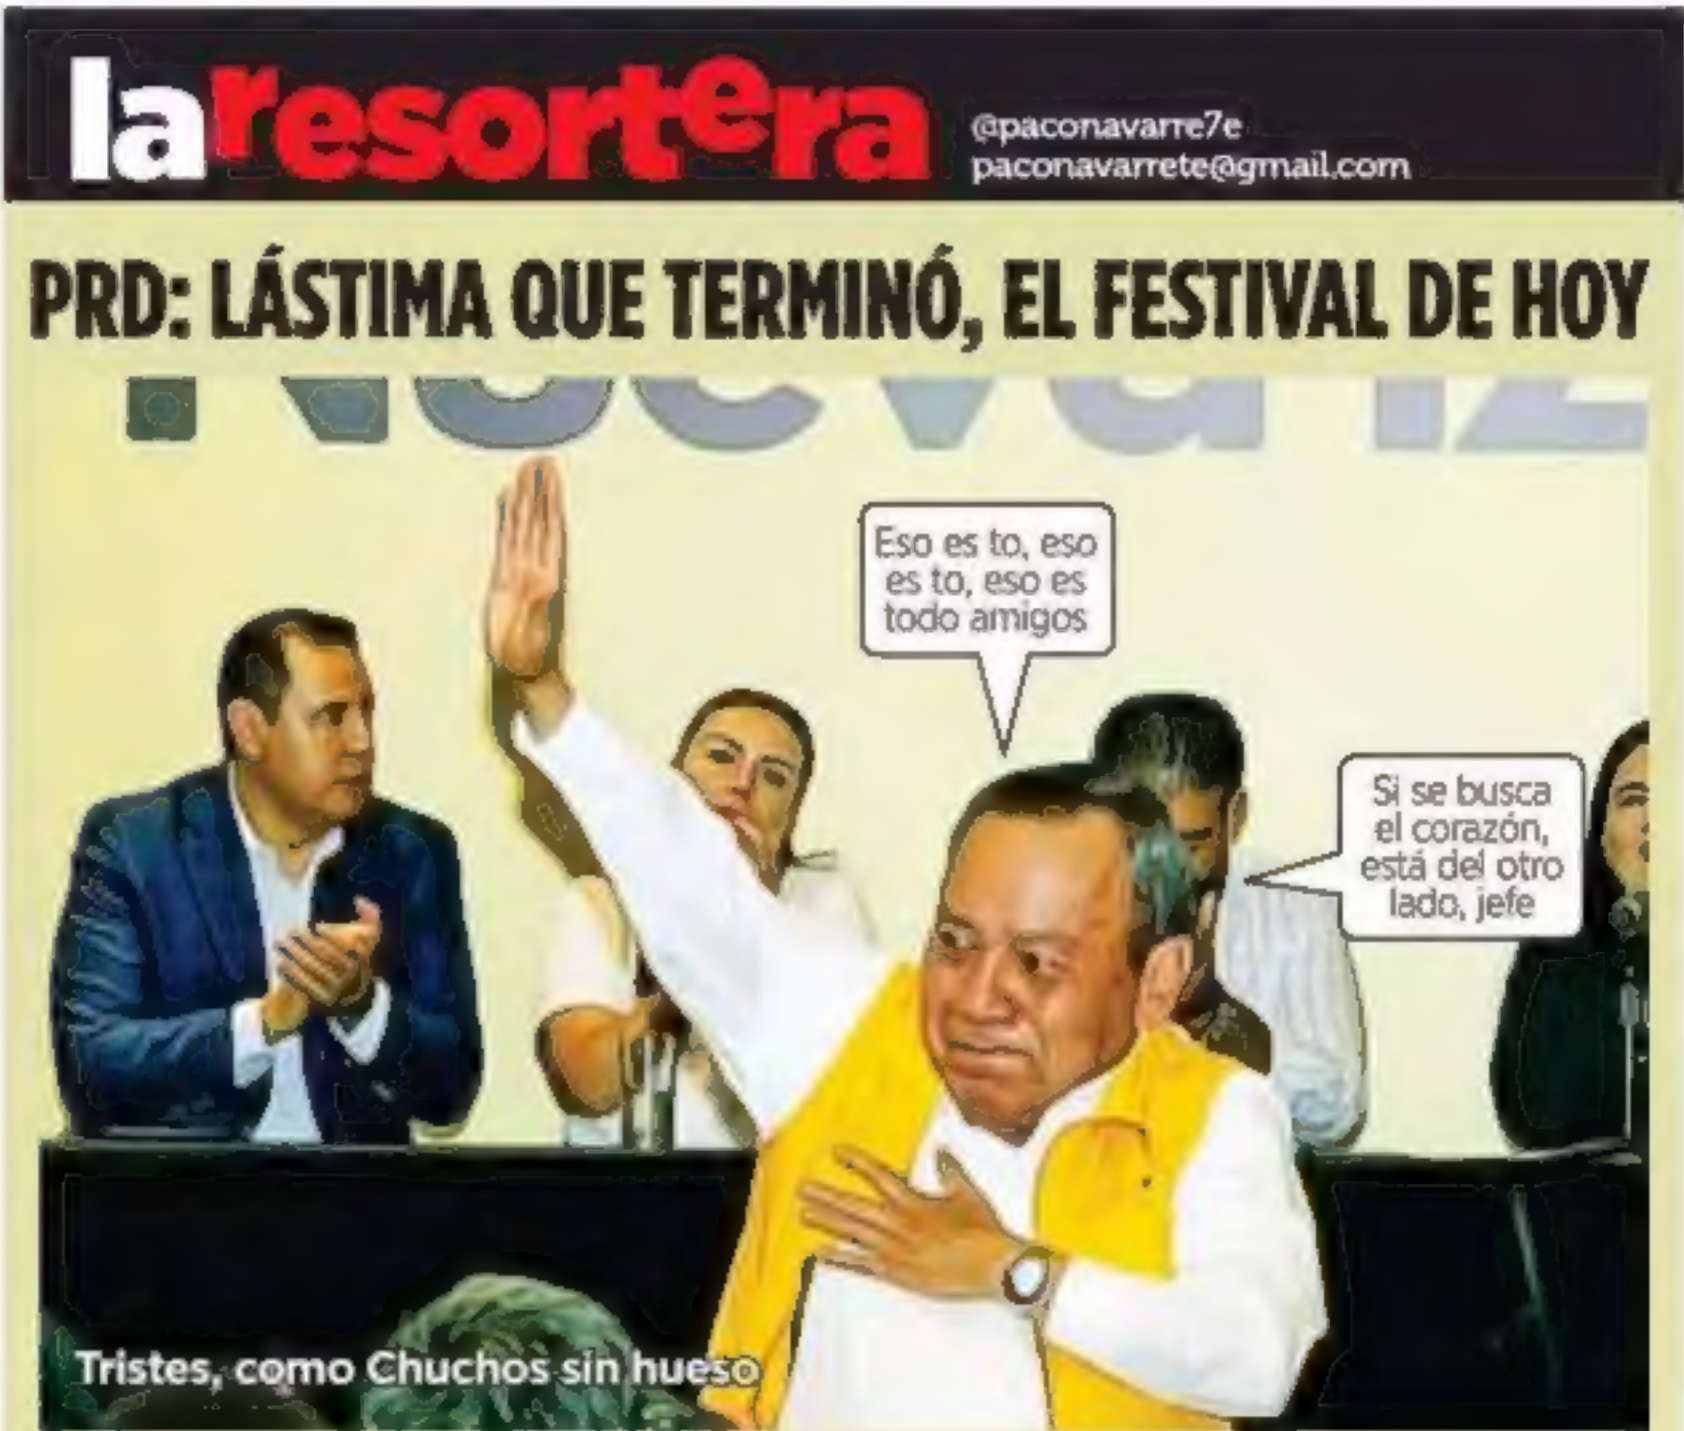 laresortera
@paconavarre7e
paconavarrete@gmail.com
PRD: LÁSTIMA QUE TERMINÓ, EL FESTIVAL DE HOY
Eso es to, eso
es to, eso es
todo amigos
Si se busca
el corazón,
está del otro
lado, jefe
Tristes, como Chuchos sin hueso